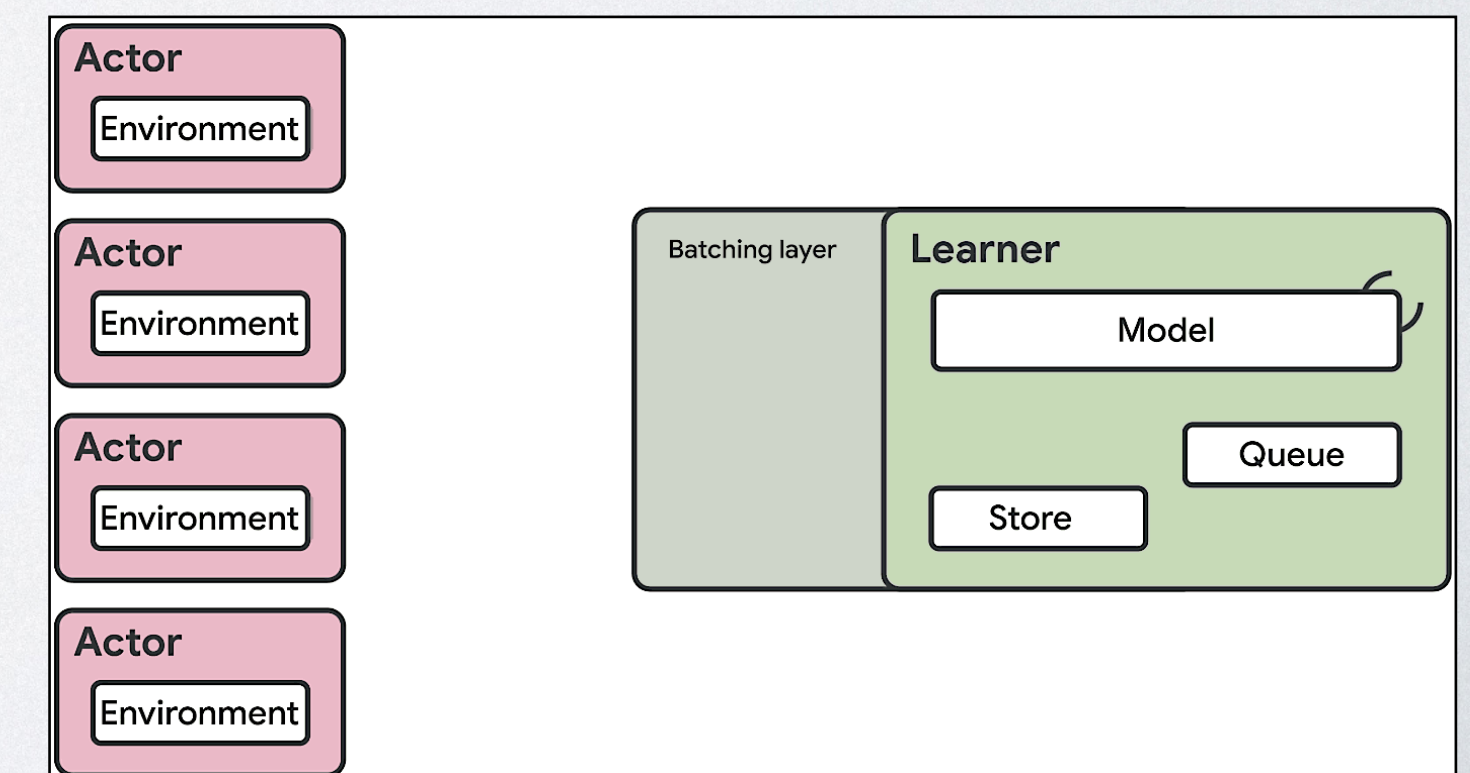 Actor
Environment
Actor
Environment
Actor
Environment
Actor
Environment
Batching layer
Learner
Model
Queue
Store